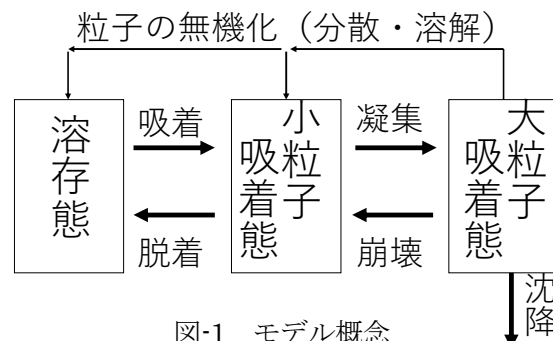 粒子の無機化（分散・溶解）
溶存態
吸着
脱着
小粒子
吸着態
凝集
崩壊
大粒子
吸着態
沈降
図-1　モデル概念